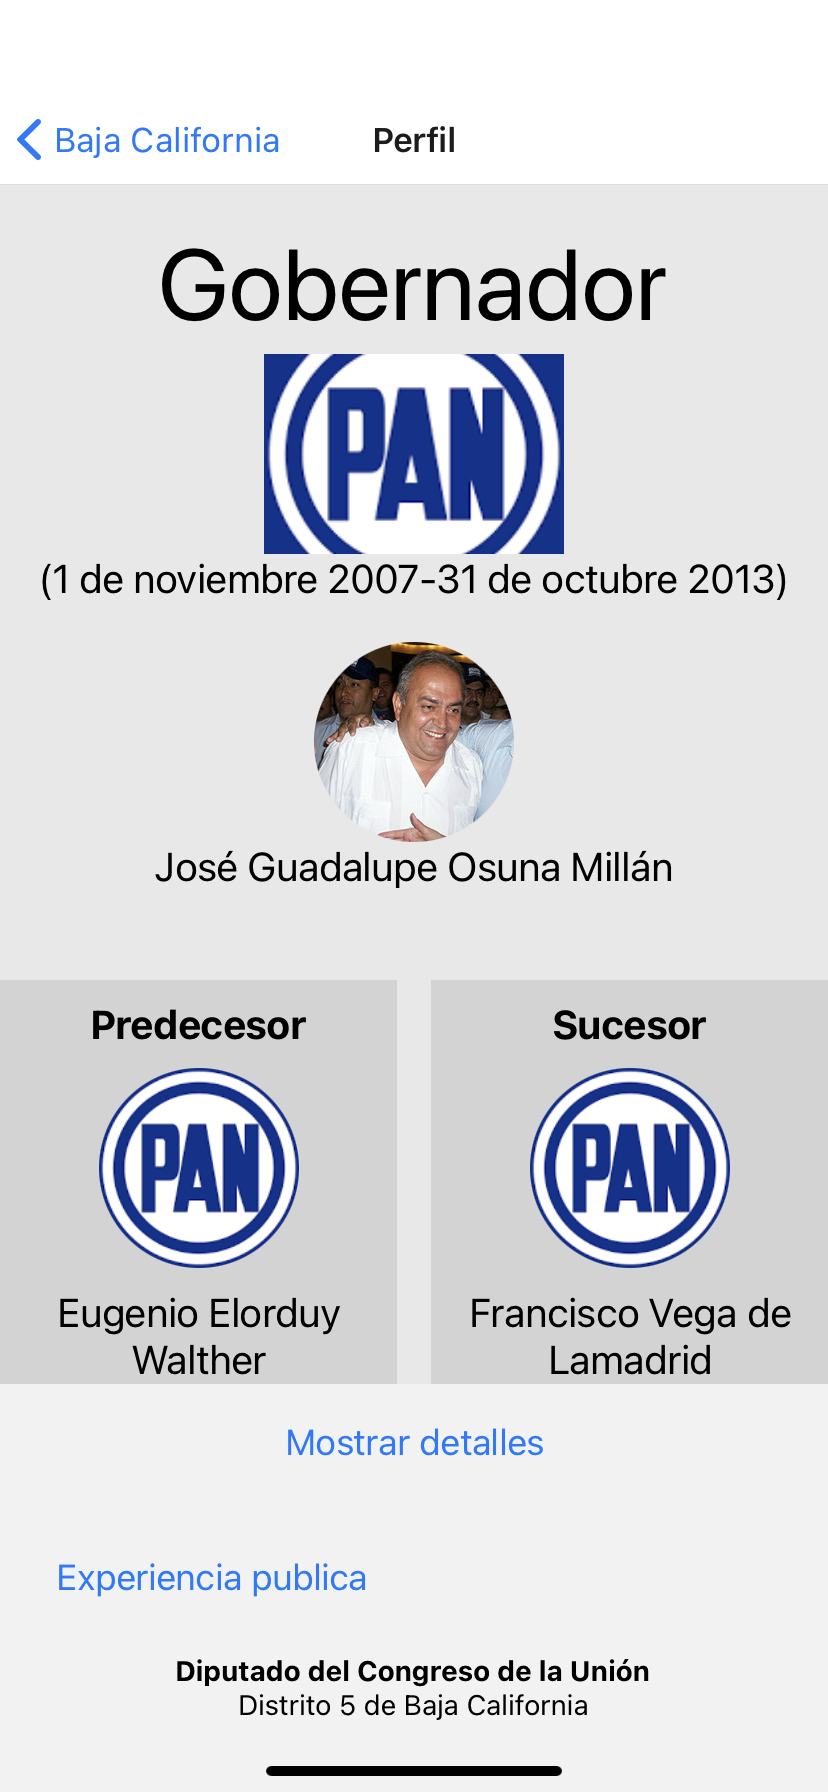 Baja California
Perfil
Gobernador
PAN
(1 de noviembre 2007-31 de octubre 2013)
José Guadalupe Osuna Millán
Predecesor
PAN
Eugenio Elorduy
Walther
Sucesor
PAN
Francisco Vega de
Lamadrid
Mostrar detalles
Experiencia publica
Diputado del Congreso de la Unión
Distrito 5 de Baja California